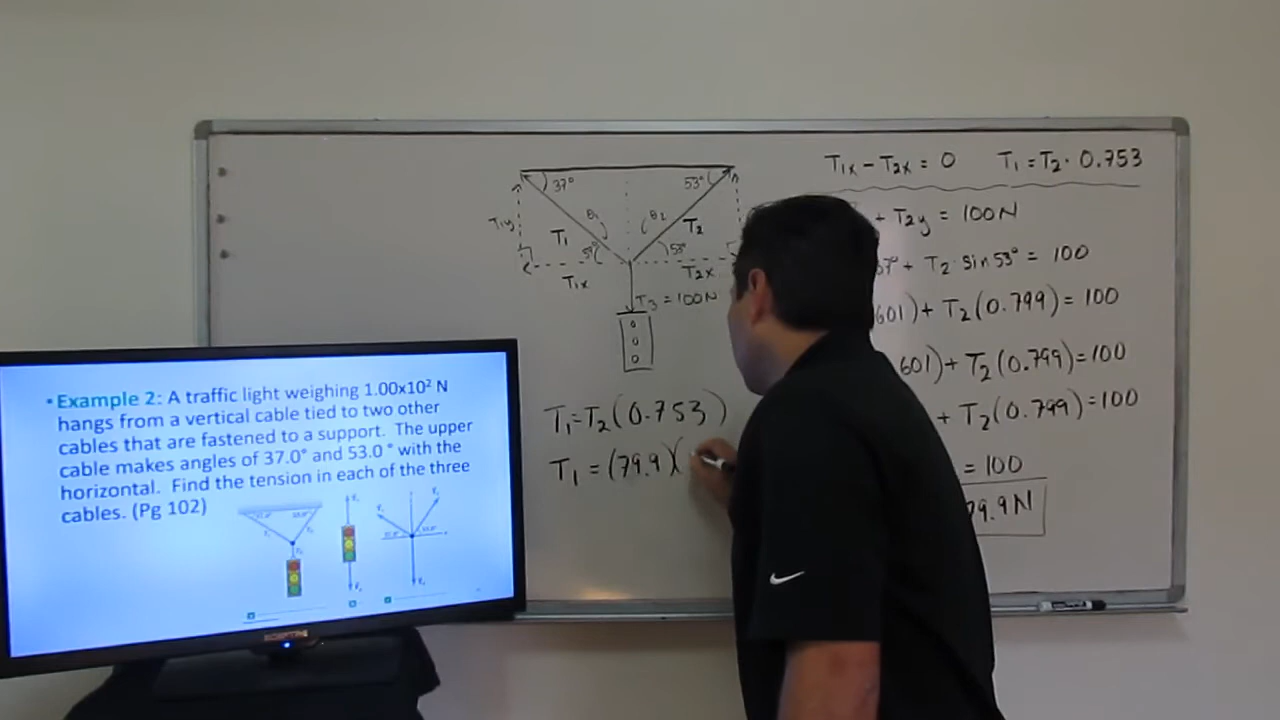 • Example 2: A traffic light weighing 1.00x10² N
hangs from a vertical cable tied to two other
cables that are fastened to a support. The upper
cable makes angles of 37.0° and 53.0 ° with the
horizontal. Find the tension in each of the three
cables. (Pg 102)
37°
53°
θ₁
θ₂
T₁y
T₁
T₂
53°
T₁x
T₂x
T₃ = 100N
T₁=T₂(0.753)
T₁ = (79.9)(
T₁x - T₂x = 0 T₁ = T₂ · 0.753
+ T₂y = 100N
7° + T₂ · sin 53° = 100
601) + T₂(0.799) = 100
601) + T₂(0.799)=100
+ T₂(0.799)=100
= 100
79.9N